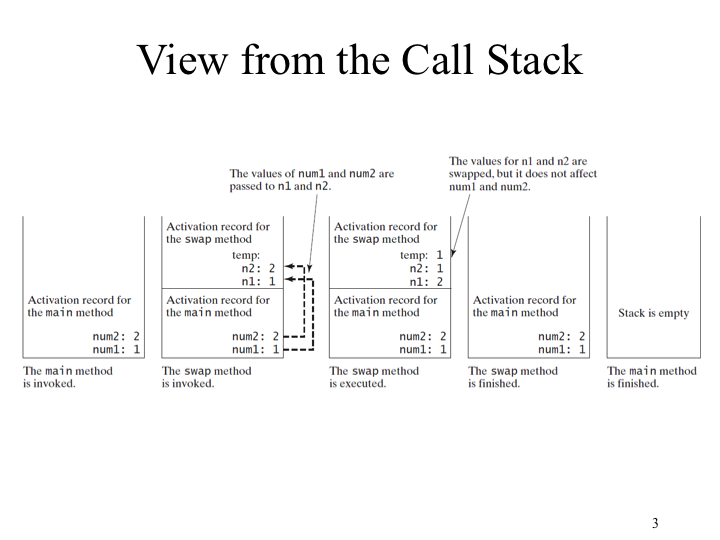 View from the Call Stack
The values of num1 and num2 are
passed to n1 and n2.
The values for n1 and n2 are
swapped, but it does not affect
num1 and num2.
Activation record for
the main method
num2: 2
num1: 1
The main method
is invoked.
Activation record for
the swap method
temp:
n2: 2
n1: 1
Activation record for
the main method
num2: 2
num1: 1
The swap method
is invoked.
Activation record for
the swap method
temp: 1
n2: 1
n1: 2
Activation record for
the main method
num2: 2
num1: 1
The swap method
is executed.
Activation record for
the main method
num2: 2
num1: 1
The swap method
is finished.
Stack is empty
The main method
is finished.
3